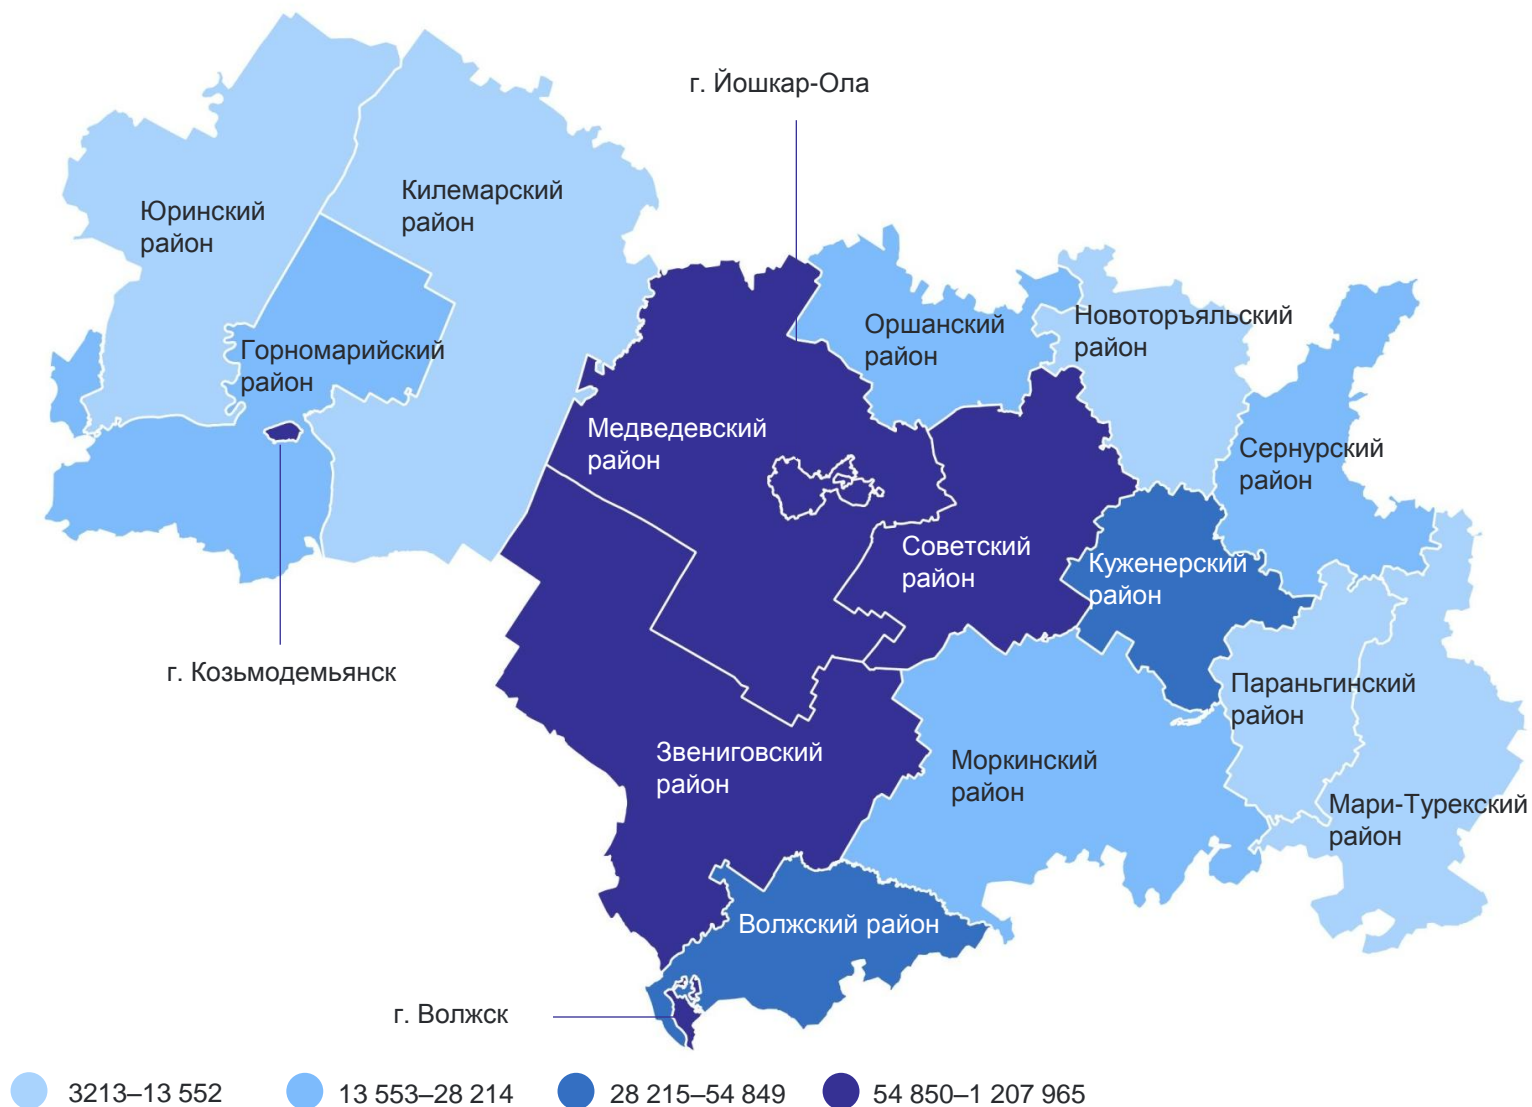 г. Йошкар-Ола
Килемарский
район
Юринский
район
Оршанский
район
Новоторъяльский
район
Горномарийский
район
Медведевский
район
Сернурский
район
Советский
район
Куженерский
район
г. Козьмодемьянск
Параньгинский
район
Звениговский
район
Моркинский
район
Мари-Турекский
район
Волжский район
г. Волжск
3213–13 552
13 553–28 214
28 215–54 849
54 850–1 207 965